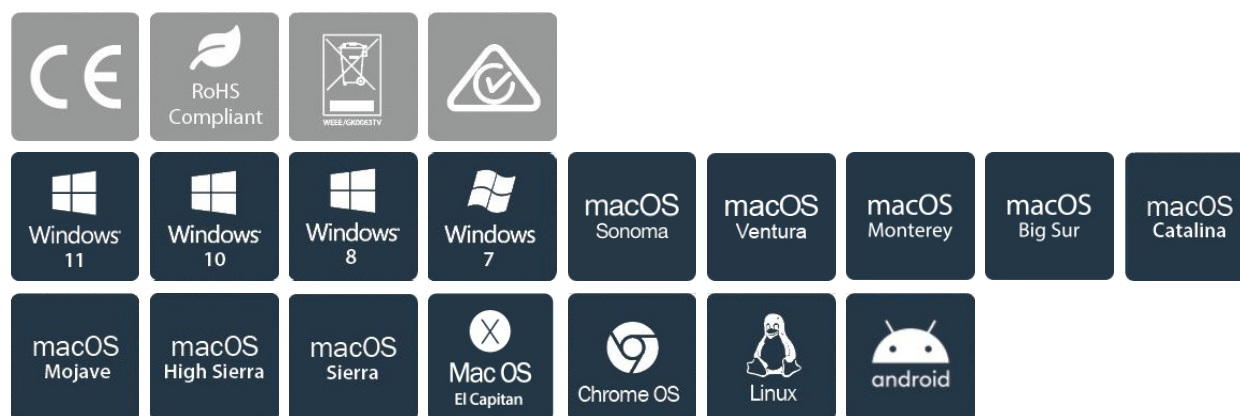 CE
RoHS
Compliant
WEEE/GK0063TV
Windows
11
Windows
10
Windows
8
Windows
7
macOS
Sonoma
macOS
Ventura
macOS
Monterey
macOS
Big Sur
macOS
Catalina
macOS
Mojave
macOS
High Sierra
macOS
Sierra
X
Mac OS
El Capitan
Chrome OS
Linux
android